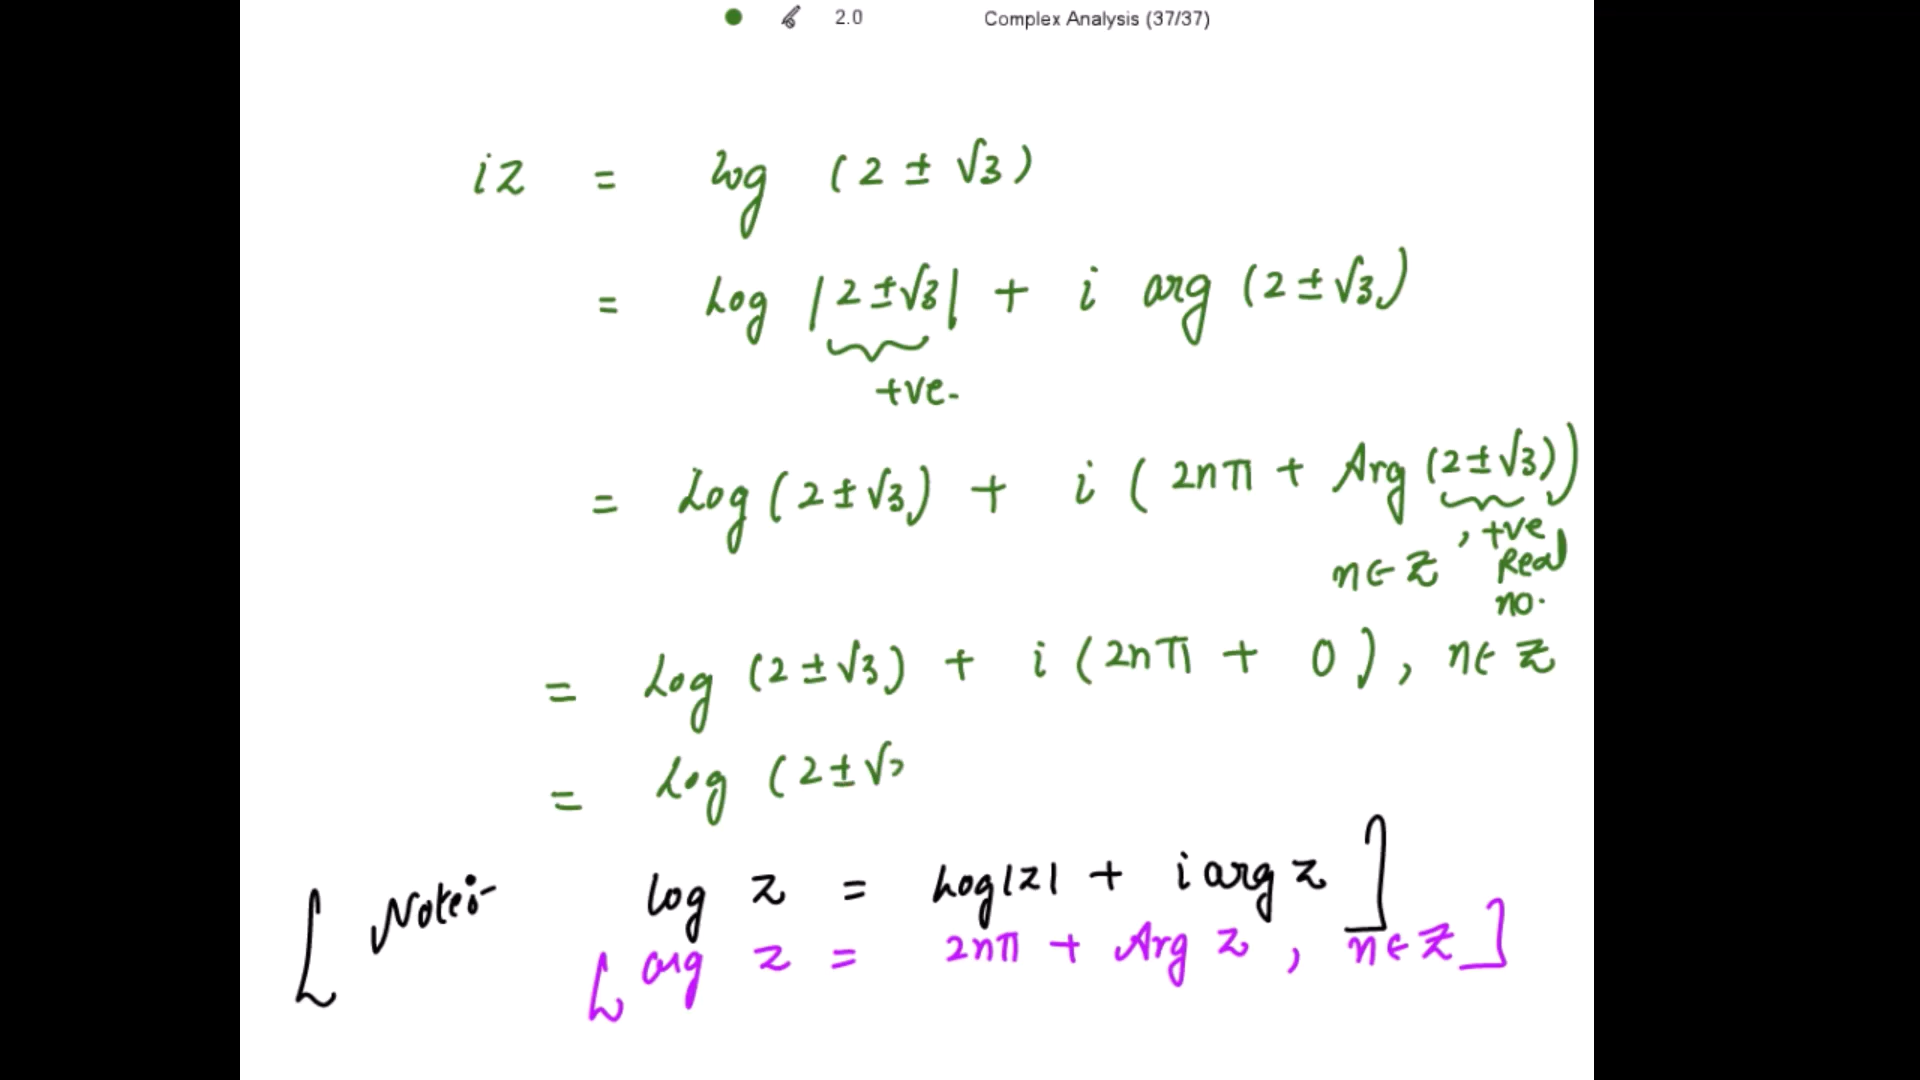 2.0 Complex Analysis (37/37)
iz = log (2 ± √3)
= Log |2 ± √3| + i arg (2 ± √3)
+ve.
= Log (2 ± √3) + i (2nπ + Arg (2 ± √3))
n ∈ Z , +ve
Real
no.
= Log (2 ± √3) + i (2nπ + 0), n ∈ Z
= Log (2 ± √
[ Note:- log z = Log|z| + i arg z ]
[ arg z = 2nπ + Arg z , n ∈ Z ]